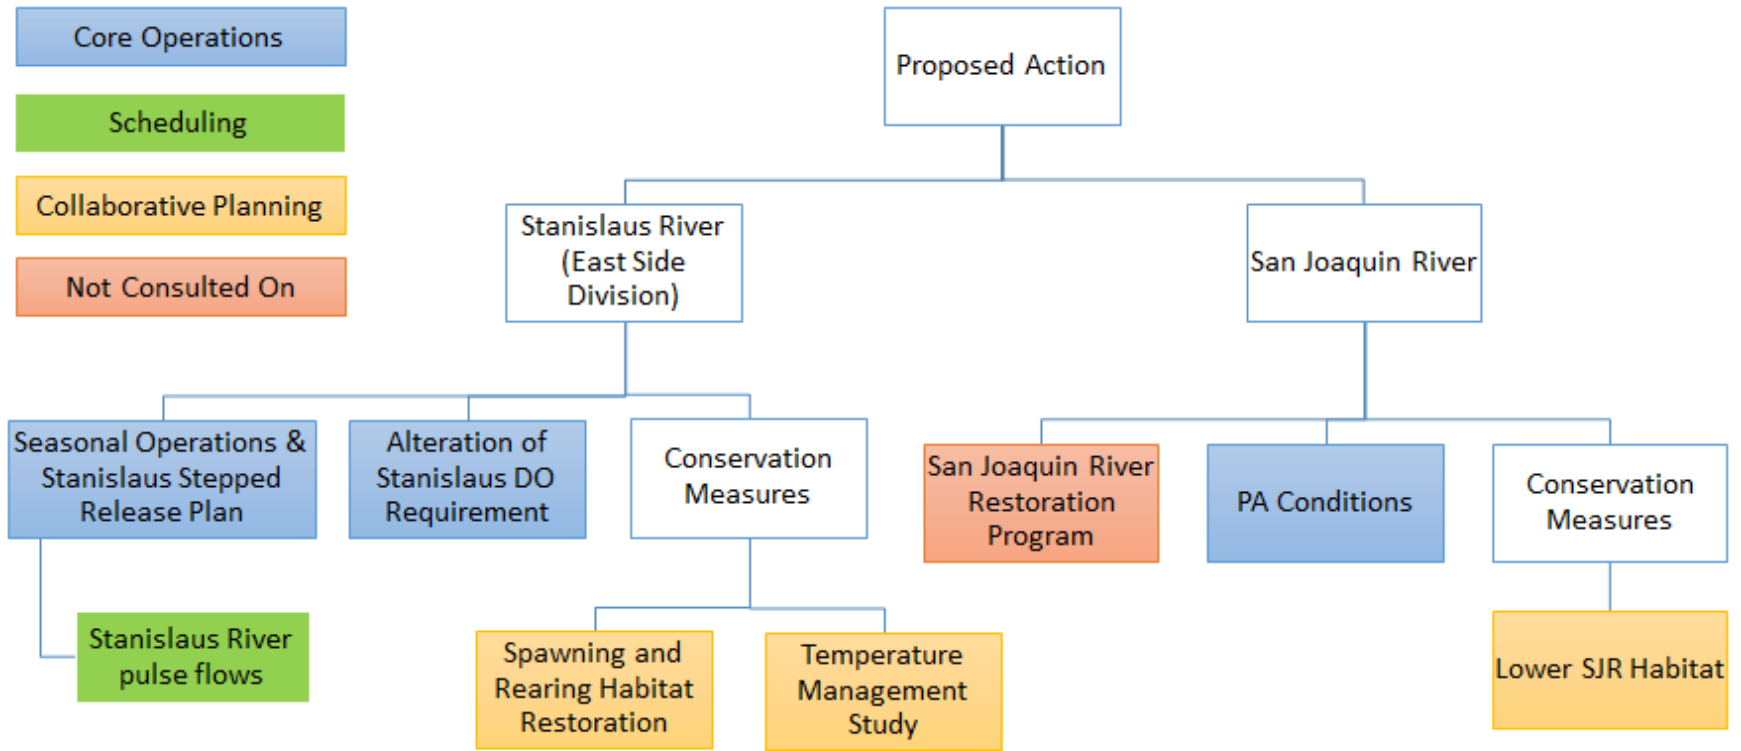 Core Operations
Scheduling
Collaborative Planning
Not Consulted On
Proposed Action
Stanislaus River
(East Side
Division)
San Joaquin River
Seasonal Operations &
Stanislaus Stepped
Release Plan
Alteration of
Stanislaus DO
Requirement
Conservation
Measures
San Joaquin River
Restoration
Program
PA Conditions
Conservation
Measures
Stanislaus River
pulse flows
Spawning and
Rearing Habitat
Restoration
Temperature
Management
Study
Lower SJR Habitat